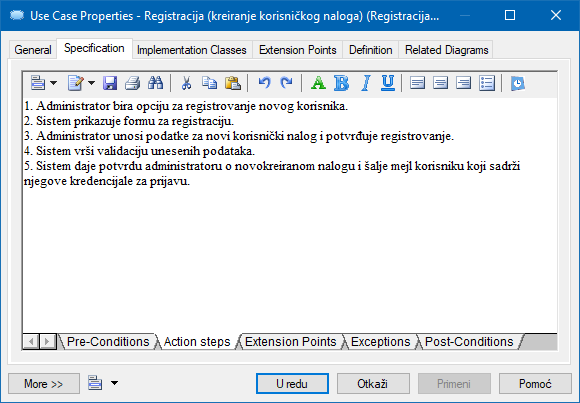 Use Case Properties - Registracija (kreiranje korisničkog naloga) (Registracija...
General Specification Implementation Classes Extension Points Definition Related Diagrams
A B I U
1. Administrator bira opciju za registrovanje novog korisnika.
2. Sistem prikazuje formu za registraciju.
3. Administrator unosi podatke za novi korisnički nalog i potvrđuje registrovanje.
4. Sistem vrši validaciju unesenih podataka.
5. Sistem daje potvrdu administratoru o novokreiranom nalogu i šalje mejl korisniku koji sadrži
njegove kredencijale za prijavu.
Pre-Conditions Action steps Extension Points Exceptions Post-Conditions
More >> U redu Otkaži Primeni Pomoć